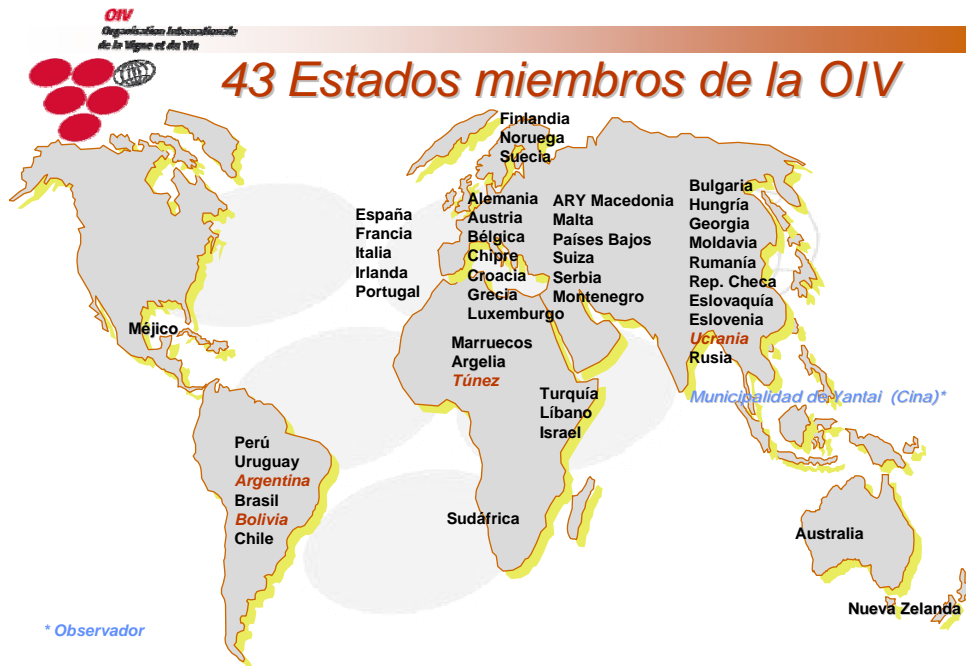 OIV
Organisation Internationale
de la Vigne et du Vin
43 Estados miembros de la OIV
Finlandia
Noruega
Suecia
España
Francia
Italia
Irlanda
Portugal
Alemania
Austria
Bélgica
Chipre
Croacia
Grecia
Luxemburgo
ARY Macedonia
Malta
Países Bajos
Suiza
Serbia
Montenegro
Bulgaria
Hungría
Georgia
Moldavia
Rumanía
Rep. Checa
Eslovaquía
Eslovenia
Ucrania
Rusia
Méjico
Marruecos
Argelia
Túnez
Turquía
Líbano
Israel
Municipalidad de Yantai (Cina)*
Perú
Uruguay
Argentina
Brasil
Bolivia
Chile
Sudáfrica
Australia
Nueva Zelanda
* Observador